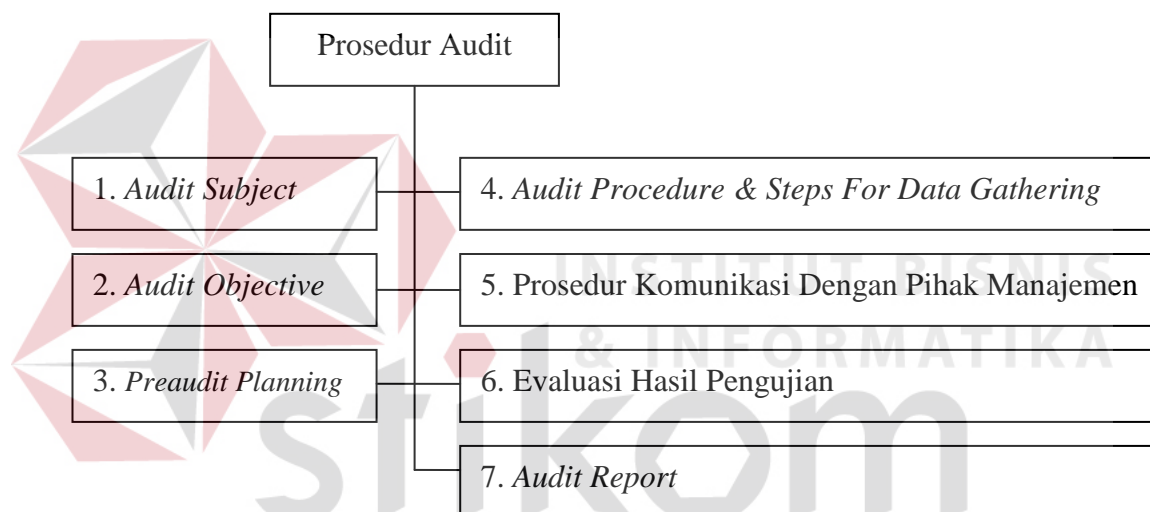 Prosedur Audit
1. Audit Subject
2. Audit Objective
3. Preaudit Planning
4. Audit Procedure & Steps For Data Gathering
5. Prosedur Komunikasi Dengan Pihak Manajemen
6. Evaluasi Hasil Pengujian
7. Audit Report
INSTITUT BISNIS
& INFORMATIKA
stikom